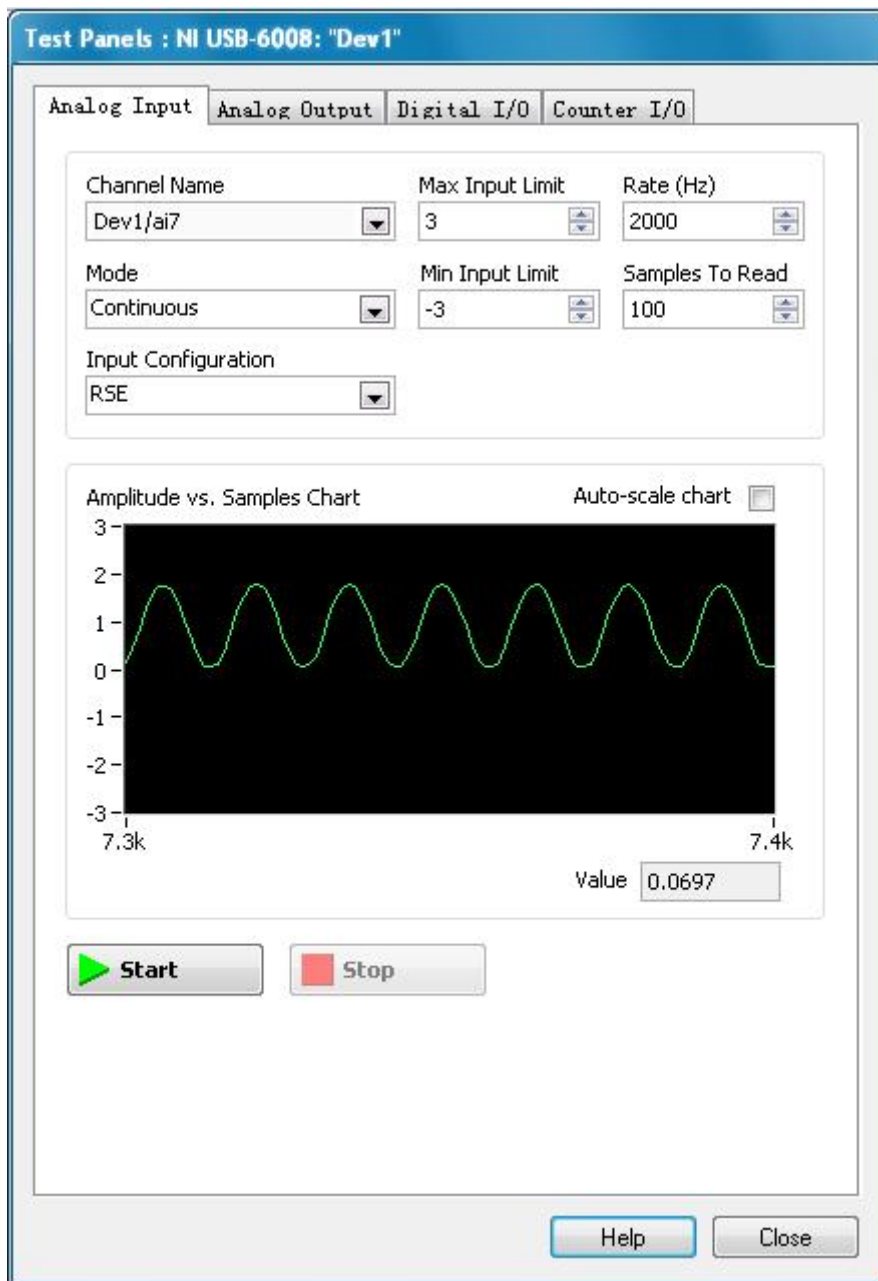 Test Panels : NI USB-6008: "Dev1"
Analog Input Analog Output Digital I/O Counter I/O
Channel Name Max Input Limit Rate (Hz)
Dev1/ai7 3 2000
Mode Min Input Limit Samples To Read
Continuous -3 100
Input Configuration
RSE
Amplitude vs. Samples Chart Auto-scale chart
3
2
1
0
-1
-2
-3
7.3k 7.4k
Value 0.0697
Start Stop
Help Close